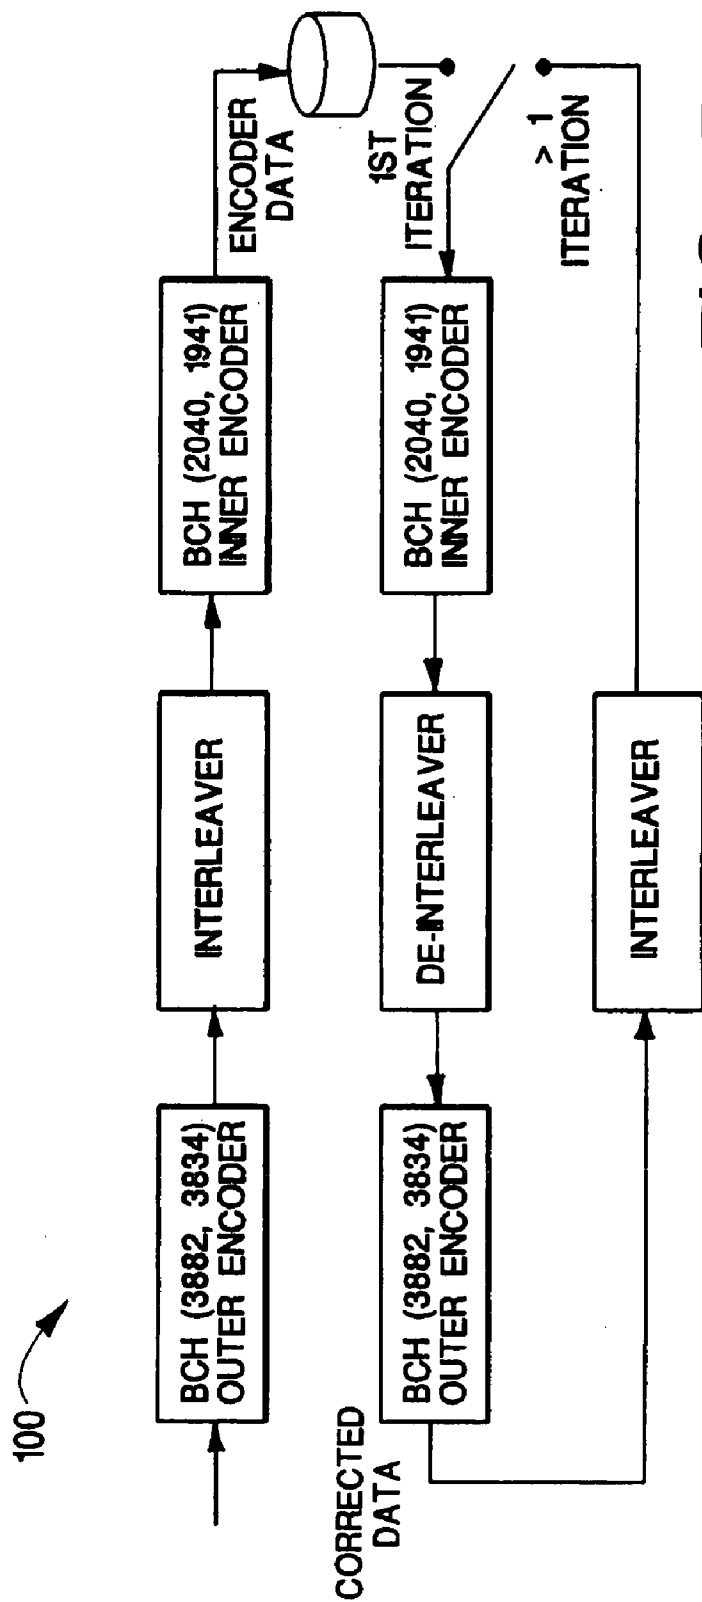 100
BCH (3882, 3834)
OUTER ENCODER
INTERLEAVER
BCH (2040, 1941)
INNER ENCODER
ENCODER
DATA
1ST
ITERATION
> 1
ITERATION
BCH (2040, 1941)
INNER ENCODER
DE-INTERLEAVER
BCH (3882, 3834)
OUTER ENCODER
CORRECTED
DATA
INTERLEAVER